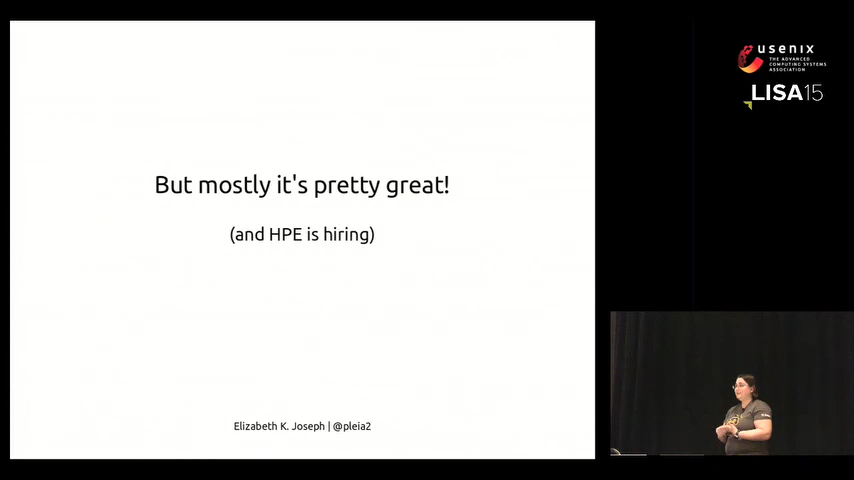 But mostly it's pretty great!
(and HPE is hiring)
Elizabeth K. Joseph | @pleia2
usenix
THE ADVANCED
COMPUTING SYSTEMS
ASSOCIATION
LISA15